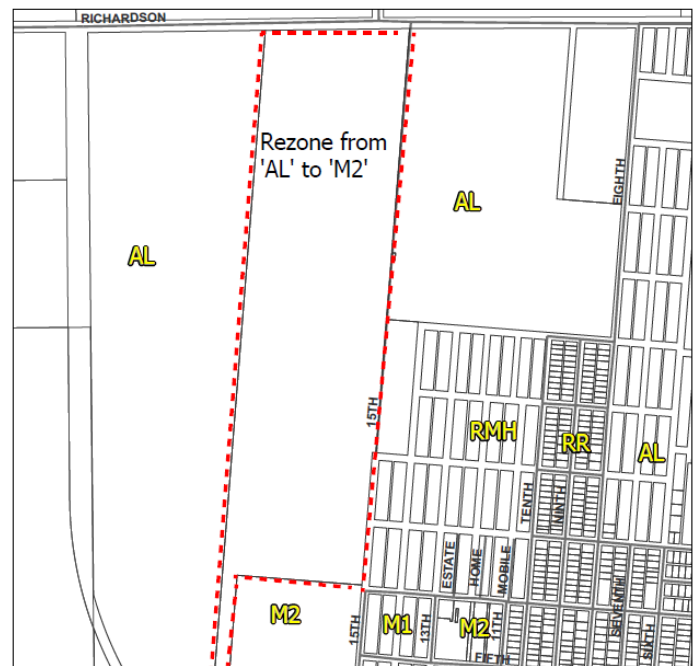 RICHARDSON
Rezone from
'AL' to 'M2'
EIGHTH
AL
AL
15TH
RMH
RR
AL
TENTH
NINTH
ESTATE
HOME
MOBILE
SEVENTH
M2
15TH
M1
13TH
M2
11TH
SIXTH
FIFTH